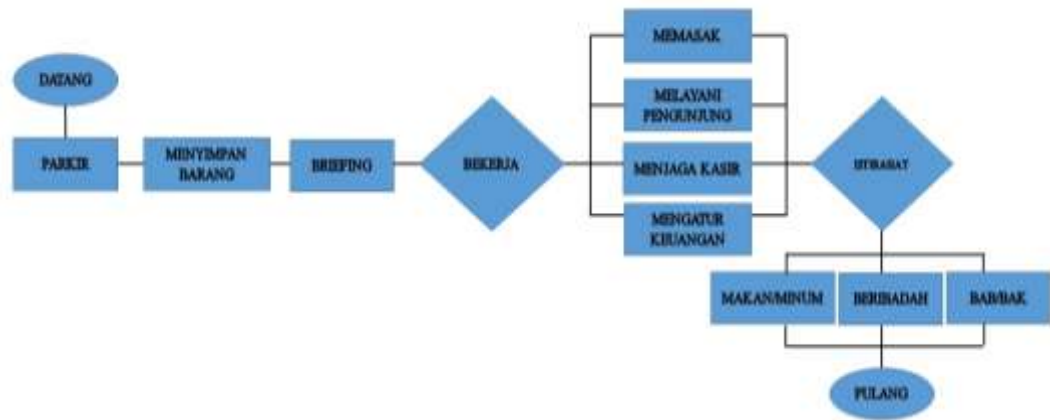 DATANG
PARKIR
MENYIMPAN
BARANG
BRIEFING
BEKERJA
MEMASAK
MELAYANI
PENGUNJUNG
MENJAGA KASIR
MENGATUR
KEUANGAN
ISTIRAHAT
MAKAN/MINUM
BERIBADAH
BAB/BAK
PULANG